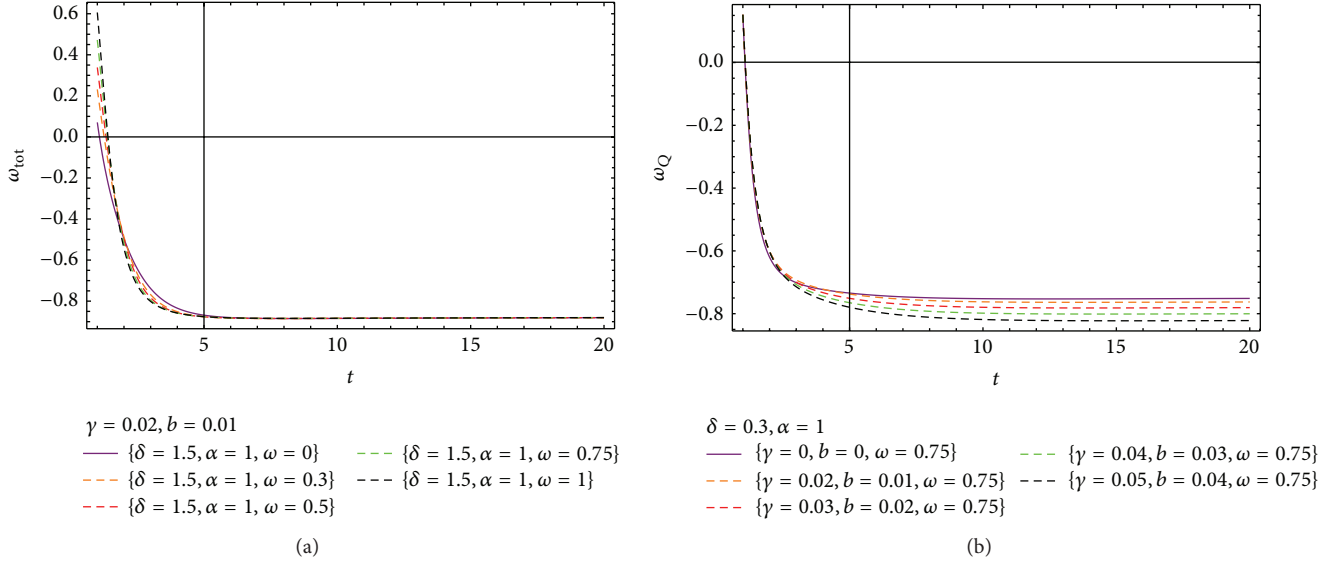 0.6
0.4
0.2
0.0
−0.2
−0.4
−0.6
−0.8
ω_tot
5
10
15
20
t
γ = 0.02, b = 0.01
{δ = 1.5, α = 1, ω = 0}
{δ = 1.5, α = 1, ω = 0.3}
{δ = 1.5, α = 1, ω = 0.5}
{δ = 1.5, α = 1, ω = 0.75}
{δ = 1.5, α = 1, ω = 1}
(a)
0.0
−0.2
−0.4
−0.6
−0.8
ω_Q
5
10
15
20
t
δ = 0.3, α = 1
{γ = 0, b = 0, ω = 0.75}
{γ = 0.02, b = 0.01, ω = 0.75}
{γ = 0.03, b = 0.02, ω = 0.75}
{γ = 0.04, b = 0.03, ω = 0.75}
{γ = 0.05, b = 0.04, ω = 0.75}
(b)